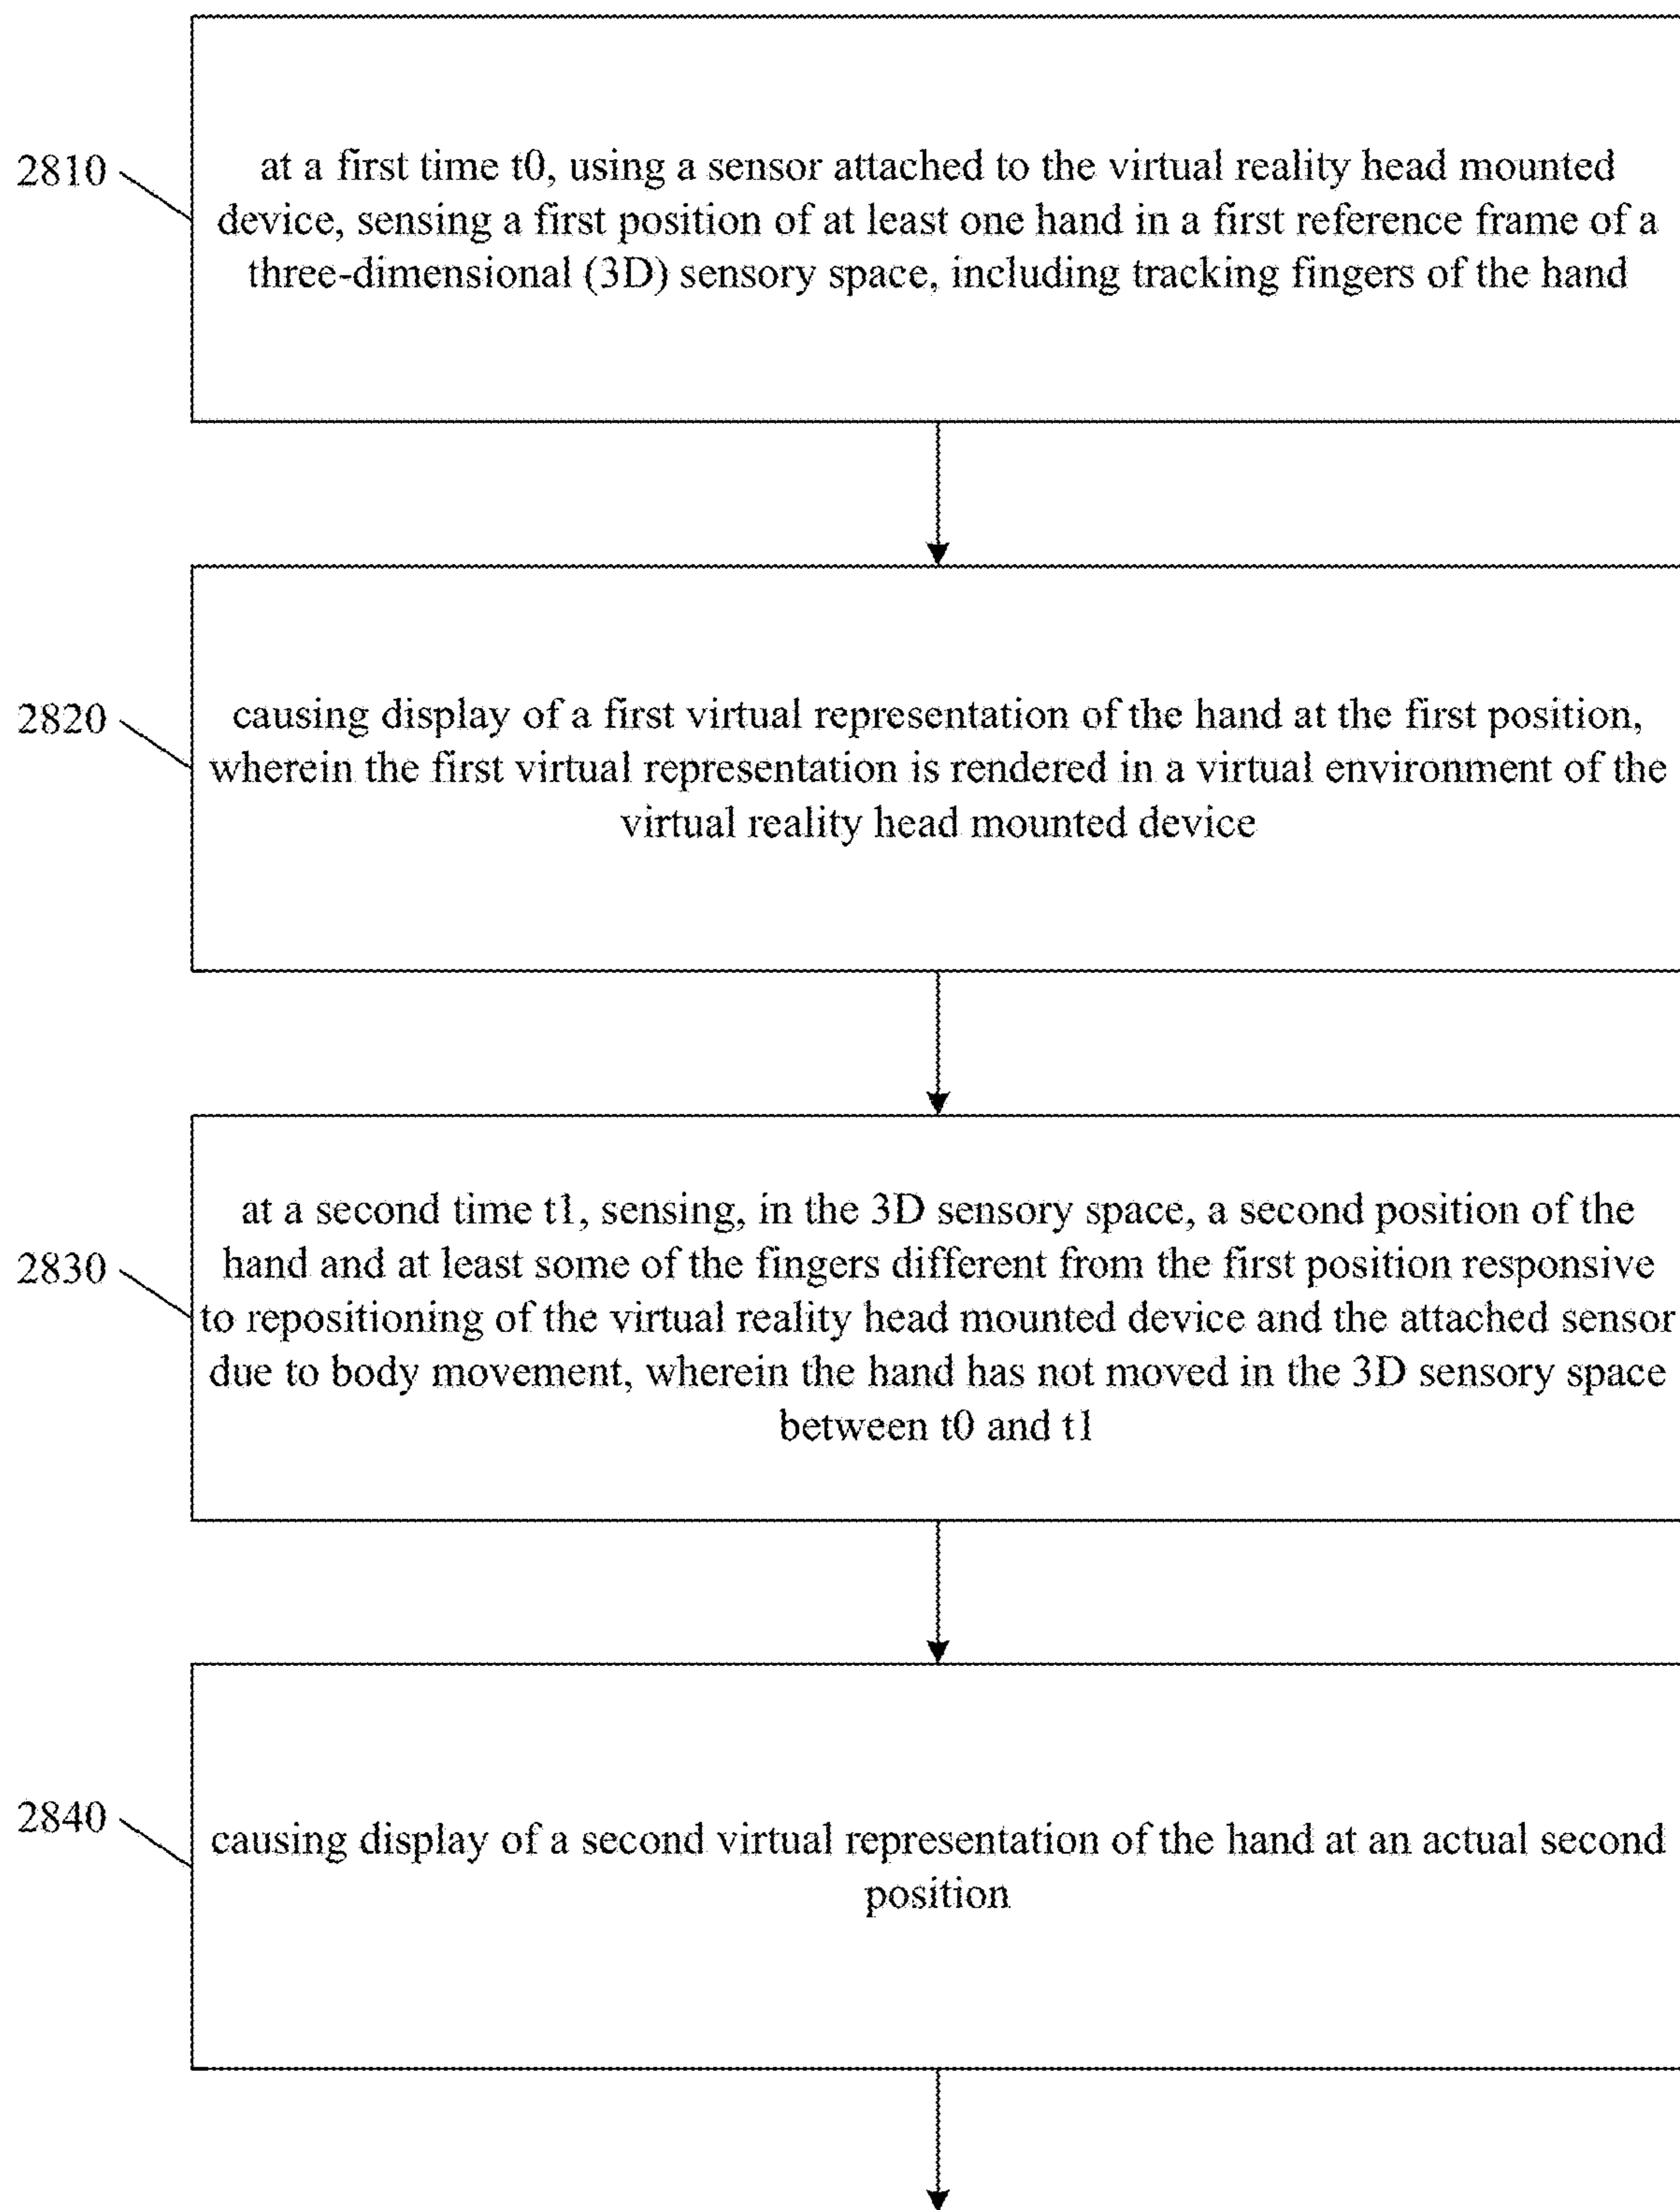 2810
at a first time t0, using a sensor attached to the virtual reality head mounted
device, sensing a first position of at least one hand in a first reference frame of a
three-dimensional (3D) sensory space, including tracking fingers of the hand
2820
causing display of a first virtual representation of the hand at the first position,
wherein the first virtual representation is rendered in a virtual environment of the
virtual reality head mounted device
2830
at a second time t1, sensing, in the 3D sensory space, a second position of the
hand and at least some of the fingers different from the first position responsive
to repositioning of the virtual reality head mounted device and the attached sensor
due to body movement, wherein the hand has not moved in the 3D sensory space
between t0 and t1
2840
causing display of a second virtual representation of the hand at an actual second
position